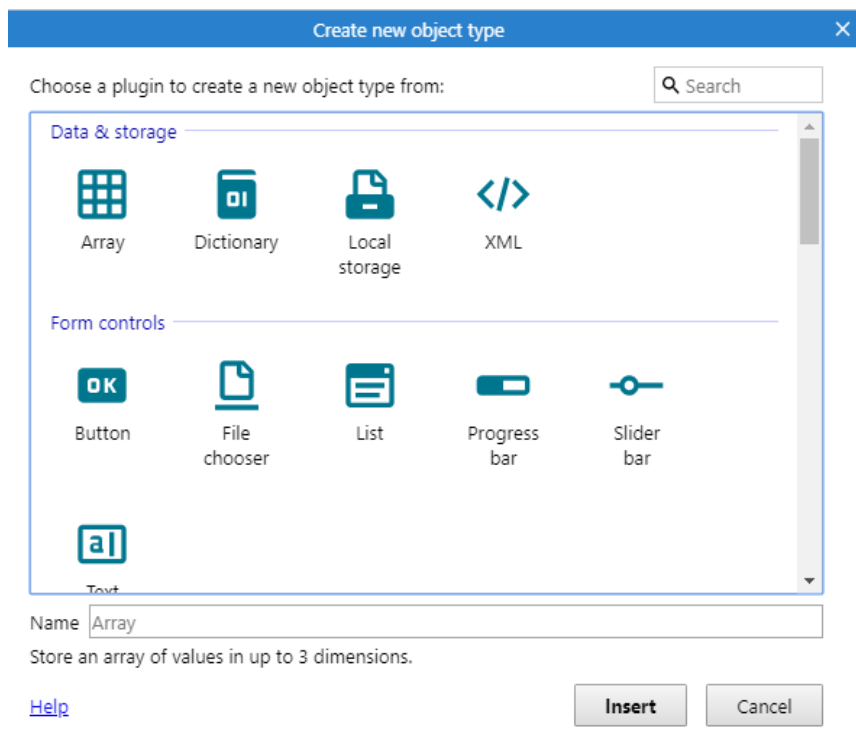 Create new object type
Choose a plugin to create a new object type from:
Search
Data & storage
Array
Dictionary
Local
storage
XML
Form controls
OK
Button
File
chooser
List
Progress
bar
Slider
bar
a
Text
Name Array
Store an array of values in up to 3 dimensions.
Help
Insert
Cancel